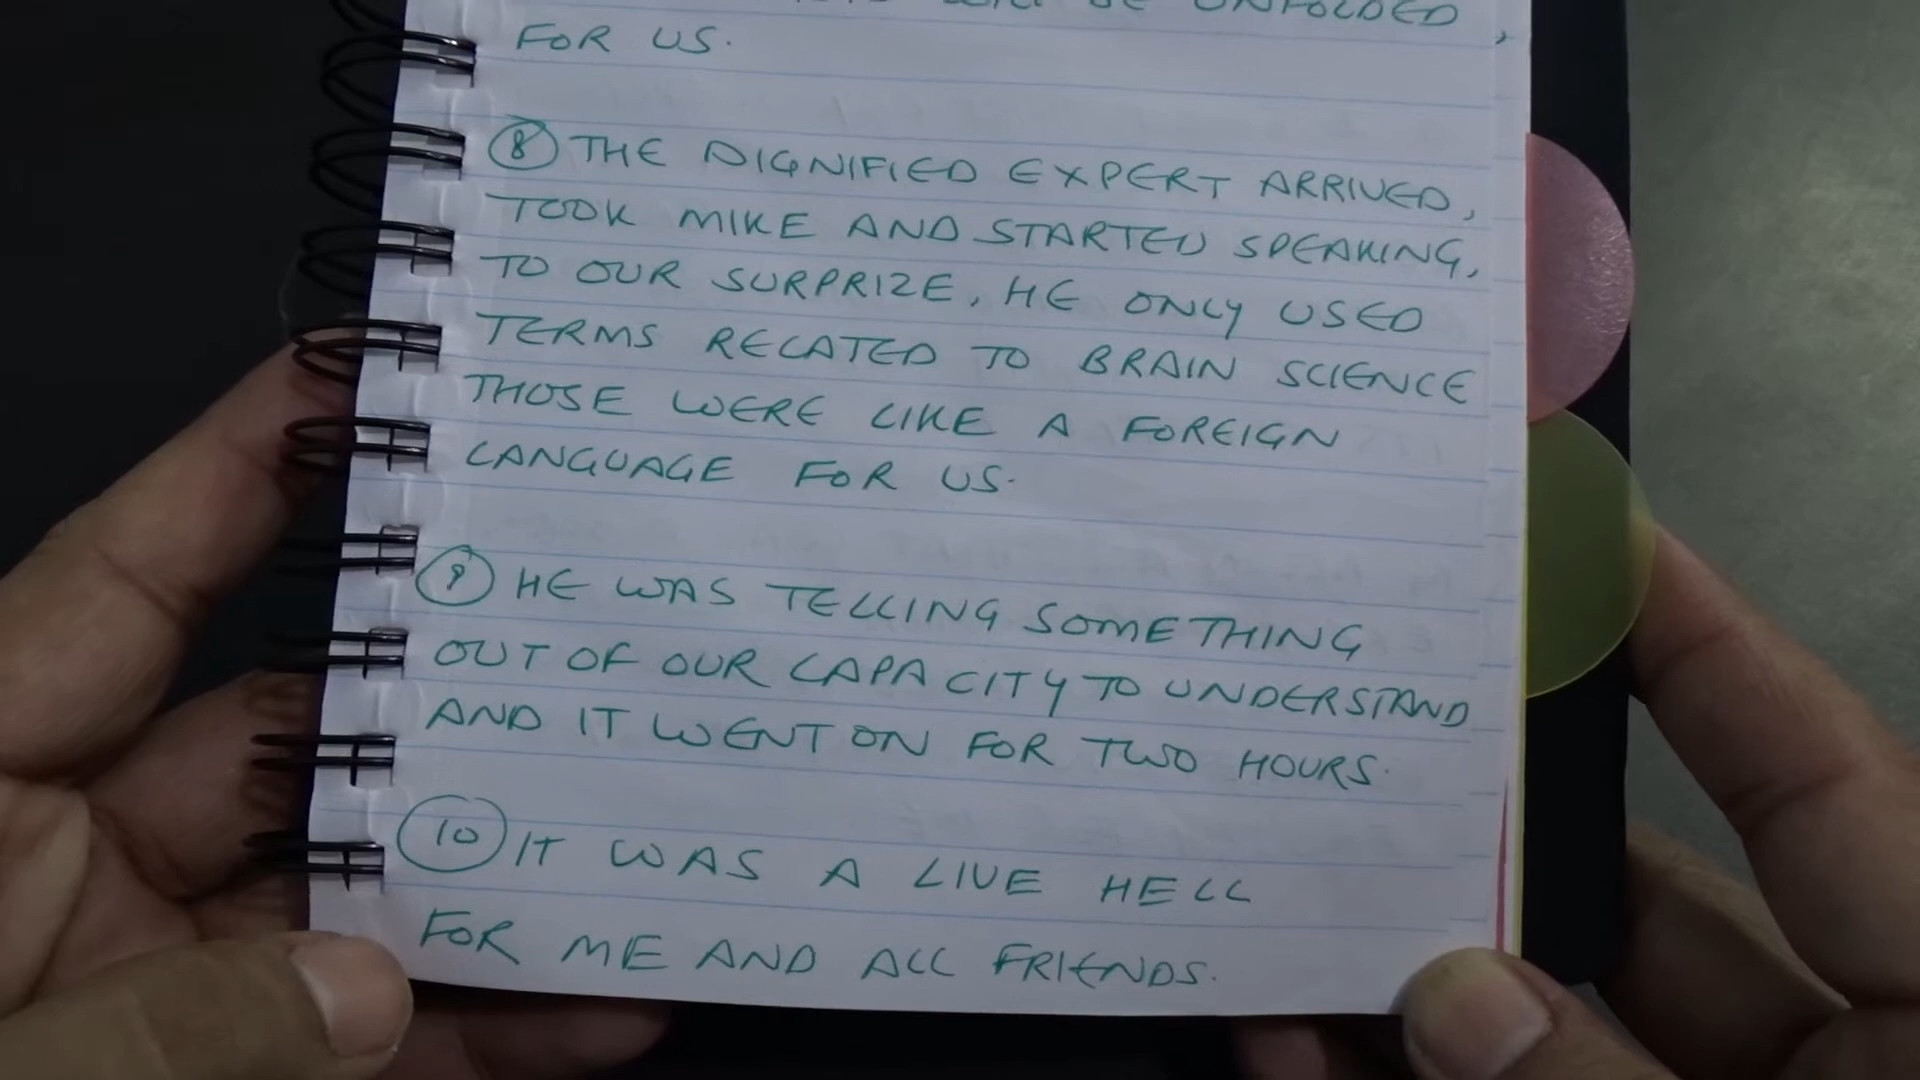 BE UNFOLDED,
FOR US.
8 THE DIGNIFIED EXPERT ARRIVED,
TOOK MIKE AND STARTED SPEAKING,
TO OUR SURPRIZE, HE ONLY USED
TERMS RELATED TO BRAIN SCIENCE
THOSE WERE LIKE A FOREIGN
LANGUAGE FOR US.
9 HE WAS TELLING SOMETHING
OUT OF OUR CAPACITY TO UNDERSTAND
AND IT WENT ON FOR TWO HOURS.
10 IT WAS A LIVE HELL
FOR ME AND ALL FRIENDS.